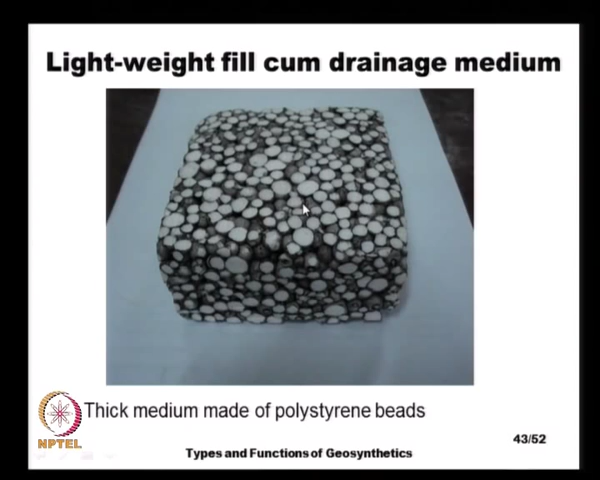 Light-weight fill cum drainage medium
Thick medium made of polystyrene beads
NPTEL
43/52
Types and Functions of Geosynthetics